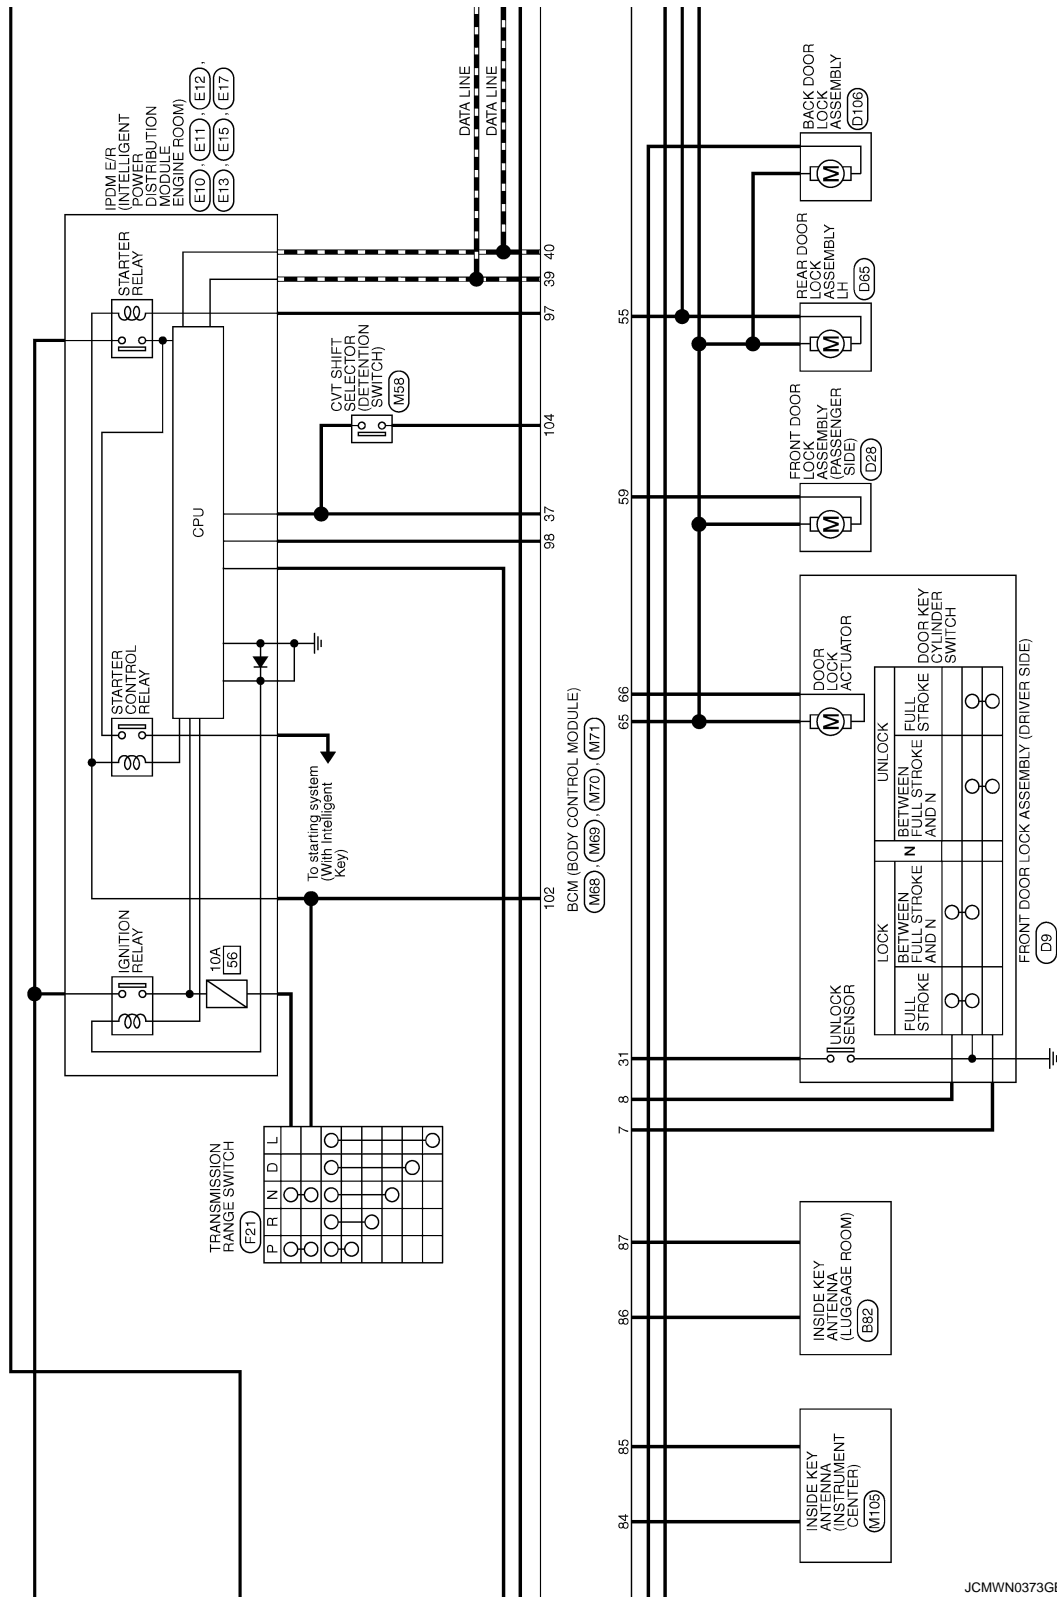 IPDM E/R
(INTELLIGENT
POWER
DISTRIBUTION
MODULE
ENGINE ROOM)
E10 , E11 , E12 ,
E13 , E15 , E17
STARTER
RELAY
CPU
STARTER
CONTROL
RELAY
IGNITION
RELAY
10A
56
To starting system
(With Intelligent
Key)
TRANSMISSION
RANGE SWITCH
F21
P R N D L
DATA LINE
DATA LINE
CVT SHIFT
SELECTOR
(DETENTION
SWITCH)
M58
102
98
37
104
97
39
40
BCM (BODY CONTROL MODULE)
M68 , M69 , M70 , M71
84
85
86
87
7
8
31
65
66
59
55
INSIDE KEY
ANTENNA
(INSTRUMENT
CENTER)
M105
INSIDE KEY
ANTENNA
(LUGGAGE ROOM)
B82
UNLOCK
SENSOR
DOOR
LOCK
ACTUATOR
M
LOCK
N
UNLOCK
FULL
STROKE
BETWEEN
FULL STROKE
AND N
BETWEEN
FULL STROKE
AND N
FULL
STROKE
DOOR KEY
CYLINDER
SWITCH
FRONT DOOR LOCK ASSEMBLY (DRIVER SIDE)
D9
FRONT DOOR
LOCK
ASSEMBLY
(PASSENGER
SIDE)
D28
M
REAR DOOR
LOCK
ASSEMBLY
LH
D65
M
BACK DOOR
LOCK
ASSEMBLY
D106
M